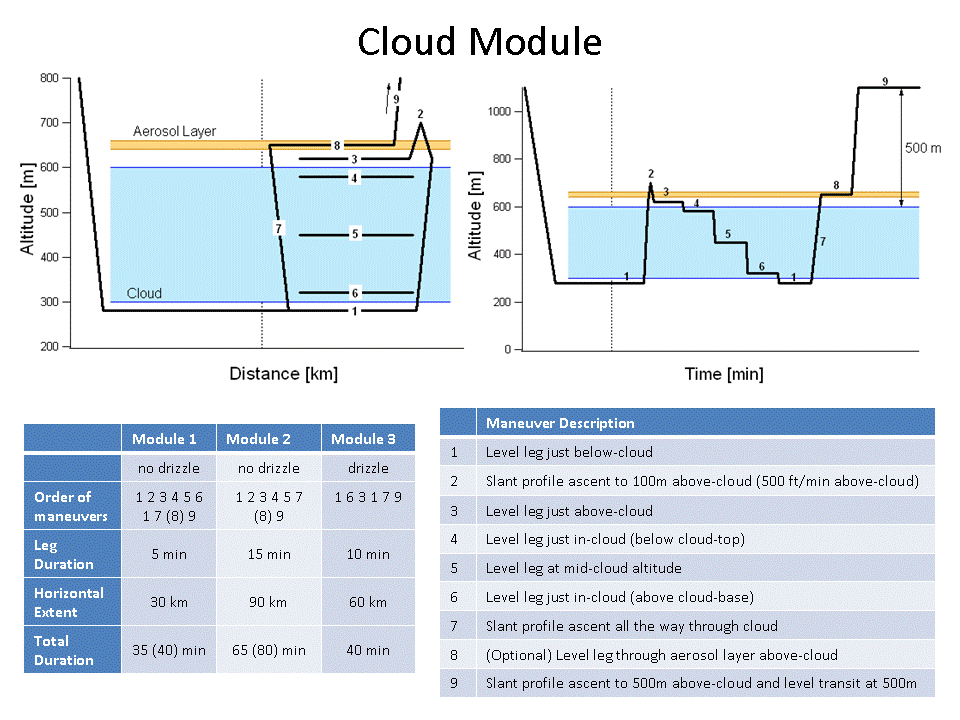 Cloud Module
800
700
600
500
400
300
200
Altitude [m]
Aerosol Layer
Cloud
9
2
8
3
4
7
5
6
1
Distance [km]
1000
800
600
400
200
0
Altitude [m]
9
500 m
2
3
8
4
5
7
6
1
1
Time [min]
Module 1 Module 2 Module 3
no drizzle no drizzle drizzle
Order of maneuvers 1 2 3 4 5 6 1 7 (8) 9 1 2 3 4 5 7 (8) 9 1 6 3 1 7 9
Leg Duration 5 min 15 min 10 min
Horizontal Extent 30 km 90 km 60 km
Total Duration 35 (40) min 65 (80) min 40 min
Maneuver Description
1 Level leg just below-cloud
2 Slant profile ascent to 100m above-cloud (500 ft/min above-cloud)
3 Level leg just above-cloud
4 Level leg just in-cloud (below cloud-top)
5 Level leg at mid-cloud altitude
6 Level leg just in-cloud (above cloud-base)
7 Slant profile ascent all the way through cloud
8 (Optional) Level leg through aerosol layer above-cloud
9 Slant profile ascent to 500m above-cloud and level transit at 500m